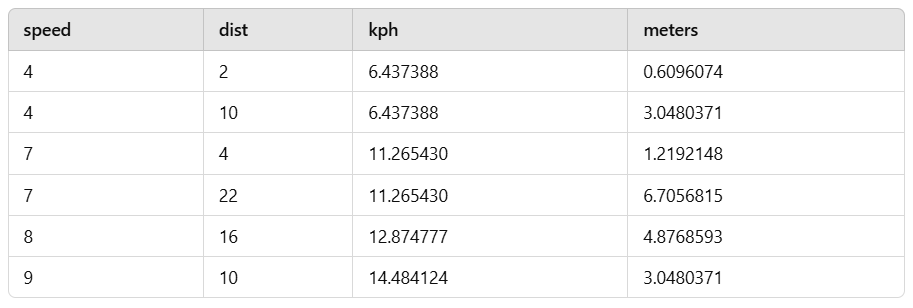 speed dist kph meters
4 2 6.437388 0.6096074
4 10 6.437388 3.0480371
7 4 11.265430 1.2192148
7 22 11.265430 6.7056815
8 16 12.874777 4.8768593
9 10 14.484124 3.0480371